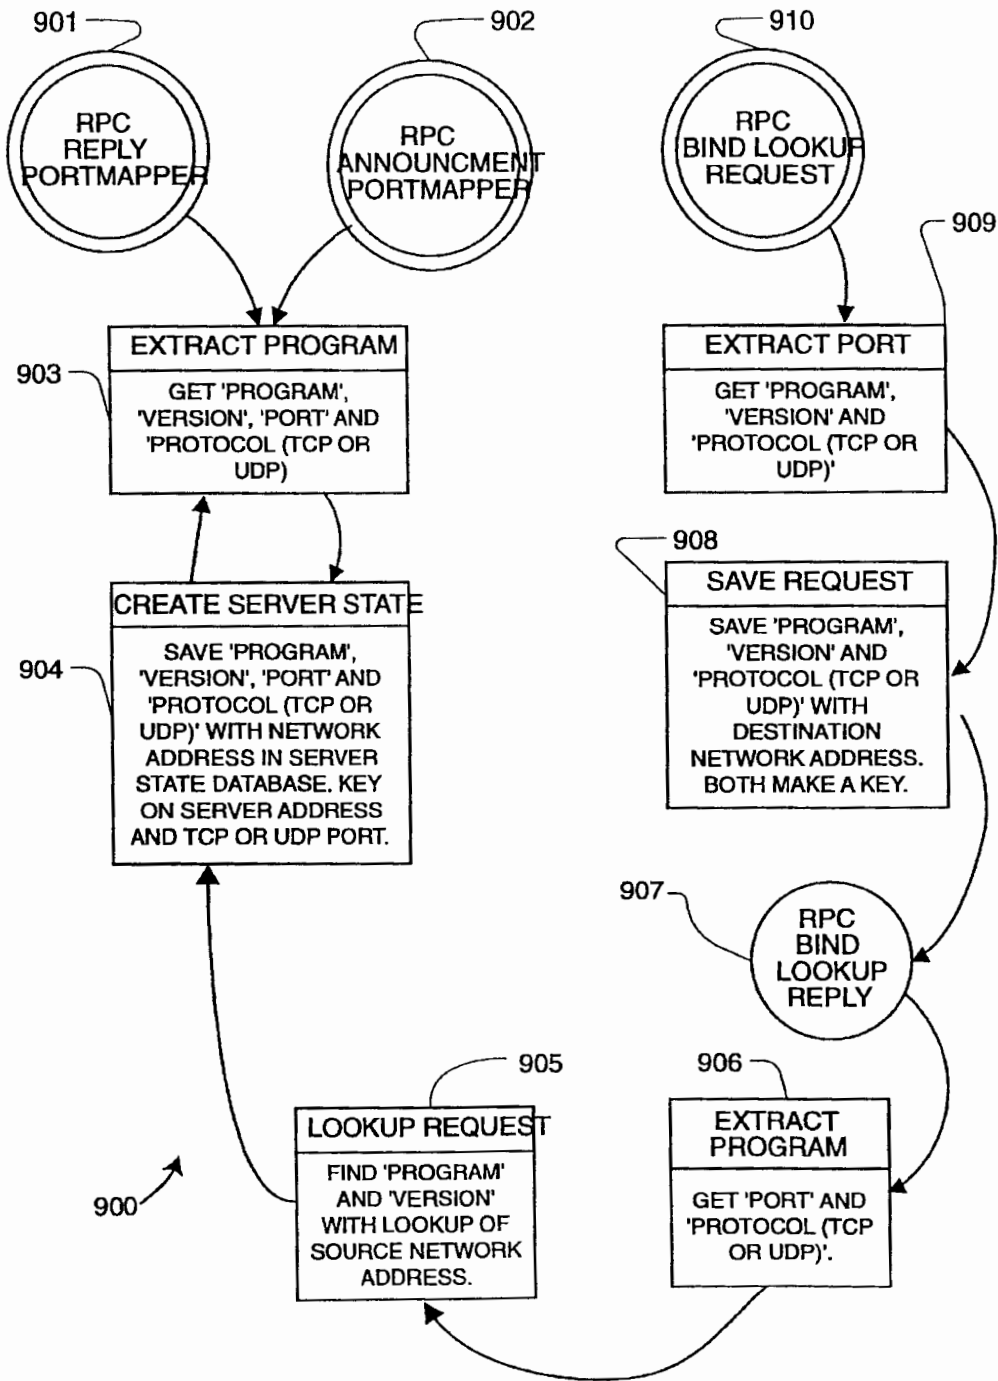 901
RPC
REPLY
PORTMAPPER
902
RPC
ANNOUNCMENT
PORTMAPPER
910
RPC
BIND LOOKUP
REQUEST
903
EXTRACT PROGRAM
GET 'PROGRAM',
'VERSION', 'PORT' AND
'PROTOCOL (TCP OR
UDP)
909
EXTRACT PORT
GET 'PROGRAM',
'VERSION' AND
'PROTOCOL (TCP OR
UDP)'
904
CREATE SERVER STATE
SAVE 'PROGRAM',
'VERSION', 'PORT' AND
'PROTOCOL (TCP OR
UDP)' WITH NETWORK
ADDRESS IN SERVER
STATE DATABASE. KEY
ON SERVER ADDRESS
AND TCP OR UDP PORT.
908
SAVE REQUEST
SAVE 'PROGRAM',
'VERSION' AND
'PROTOCOL (TCP OR
UDP)' WITH
DESTINATION
NETWORK ADDRESS.
BOTH MAKE A KEY.
907
RPC
BIND
LOOKUP
REPLY
905
LOOKUP REQUEST
FIND 'PROGRAM'
AND 'VERSION'
WITH LOOKUP OF
SOURCE NETWORK
ADDRESS.
906
EXTRACT
PROGRAM
GET 'PORT' AND
'PROTOCOL (TCP
OR UDP)'.
900